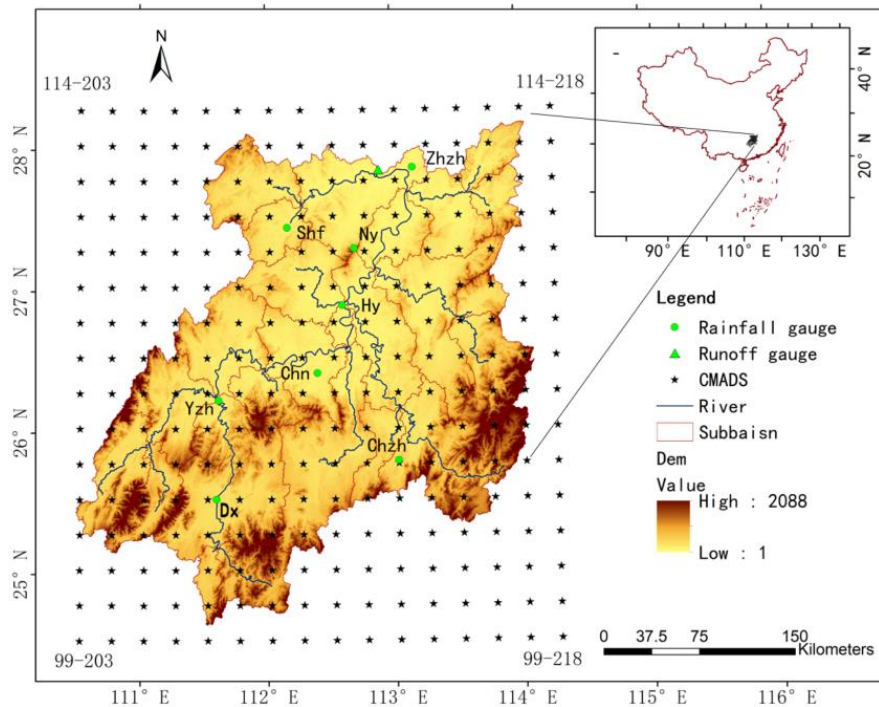 N
114-203
114-218
28° N
27° N
26° N
25° N
Zhzh
Shf
Ny
Hy
Chn
Yzh
Chzh
Dx
99-203
99-218
111° E
112° E
113° E
114° E
115° E
116° E
40° N
20° N
90° E
110° E
130° E
Legend
Rainfall gauge
Runoff gauge
CMADS
River
Subbaisn
Dem
Value
High : 2088
Low : 1
0 37.5 75 150
Kilometers